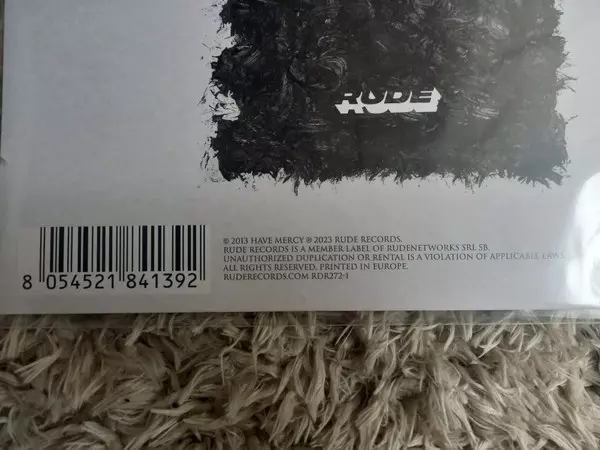 RUDE
© 2013 HAVE MERCY ℗ 2023 RUDE RECORDS.
RUDE RECORDS IS A MEMBER LABEL OF RUDENETWORKS SRL SB.
UNAUTHORIZED DUPLICATION OR RENTAL IS A VIOLATION OF APPLICABLE LAWS.
ALL RIGHTS RESERVED. PRINTED IN EUROPE.
RUDERECORDS.COM RDR272-1
8 054521 841392